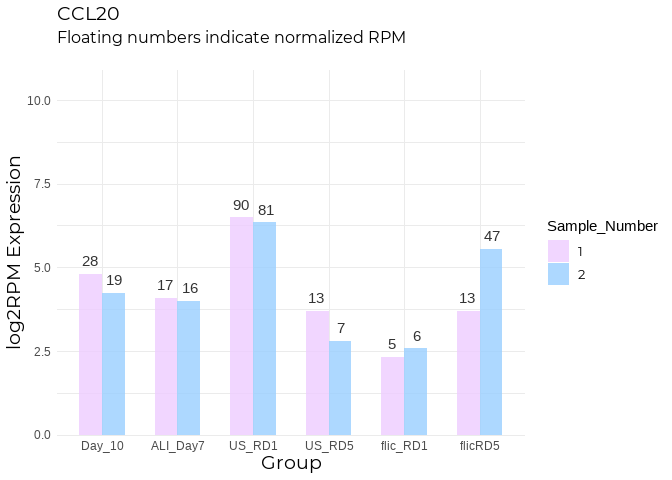 CCL20
Floating numbers indicate normalized RPM
10.0
7.5
5.0
2.5
0.0
log2RPM Expression
28
19
17
16
90
81
13
7
5
6
13
47
Day_10
ALI_Day7
US_RD1
US_RD5
flic_RD1
flicRD5
Group
Sample_Number
1
2